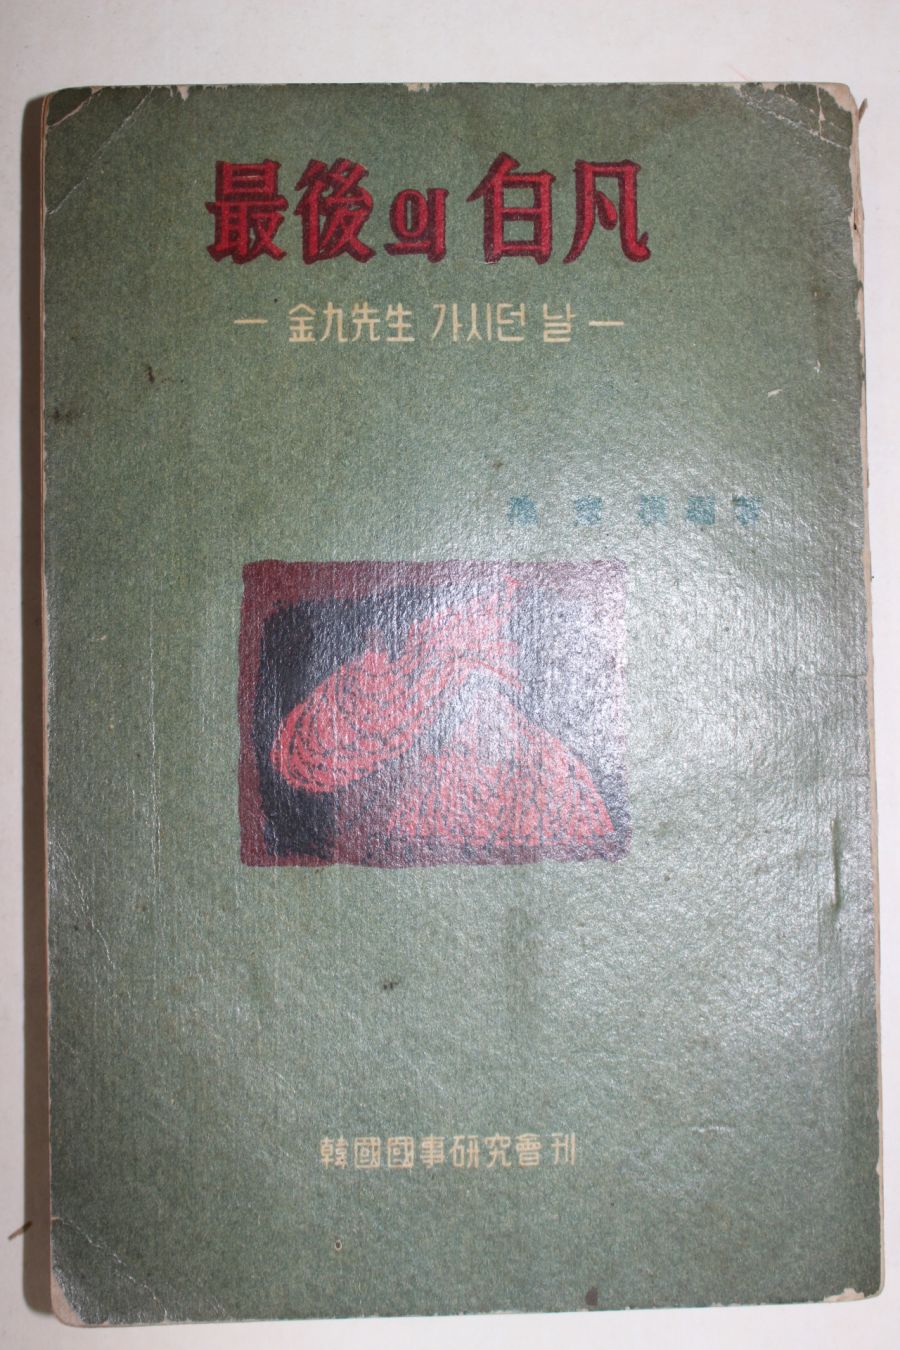 最後의 白凡
— 金九先生 가시던 날 —
韓國國事研究會刊